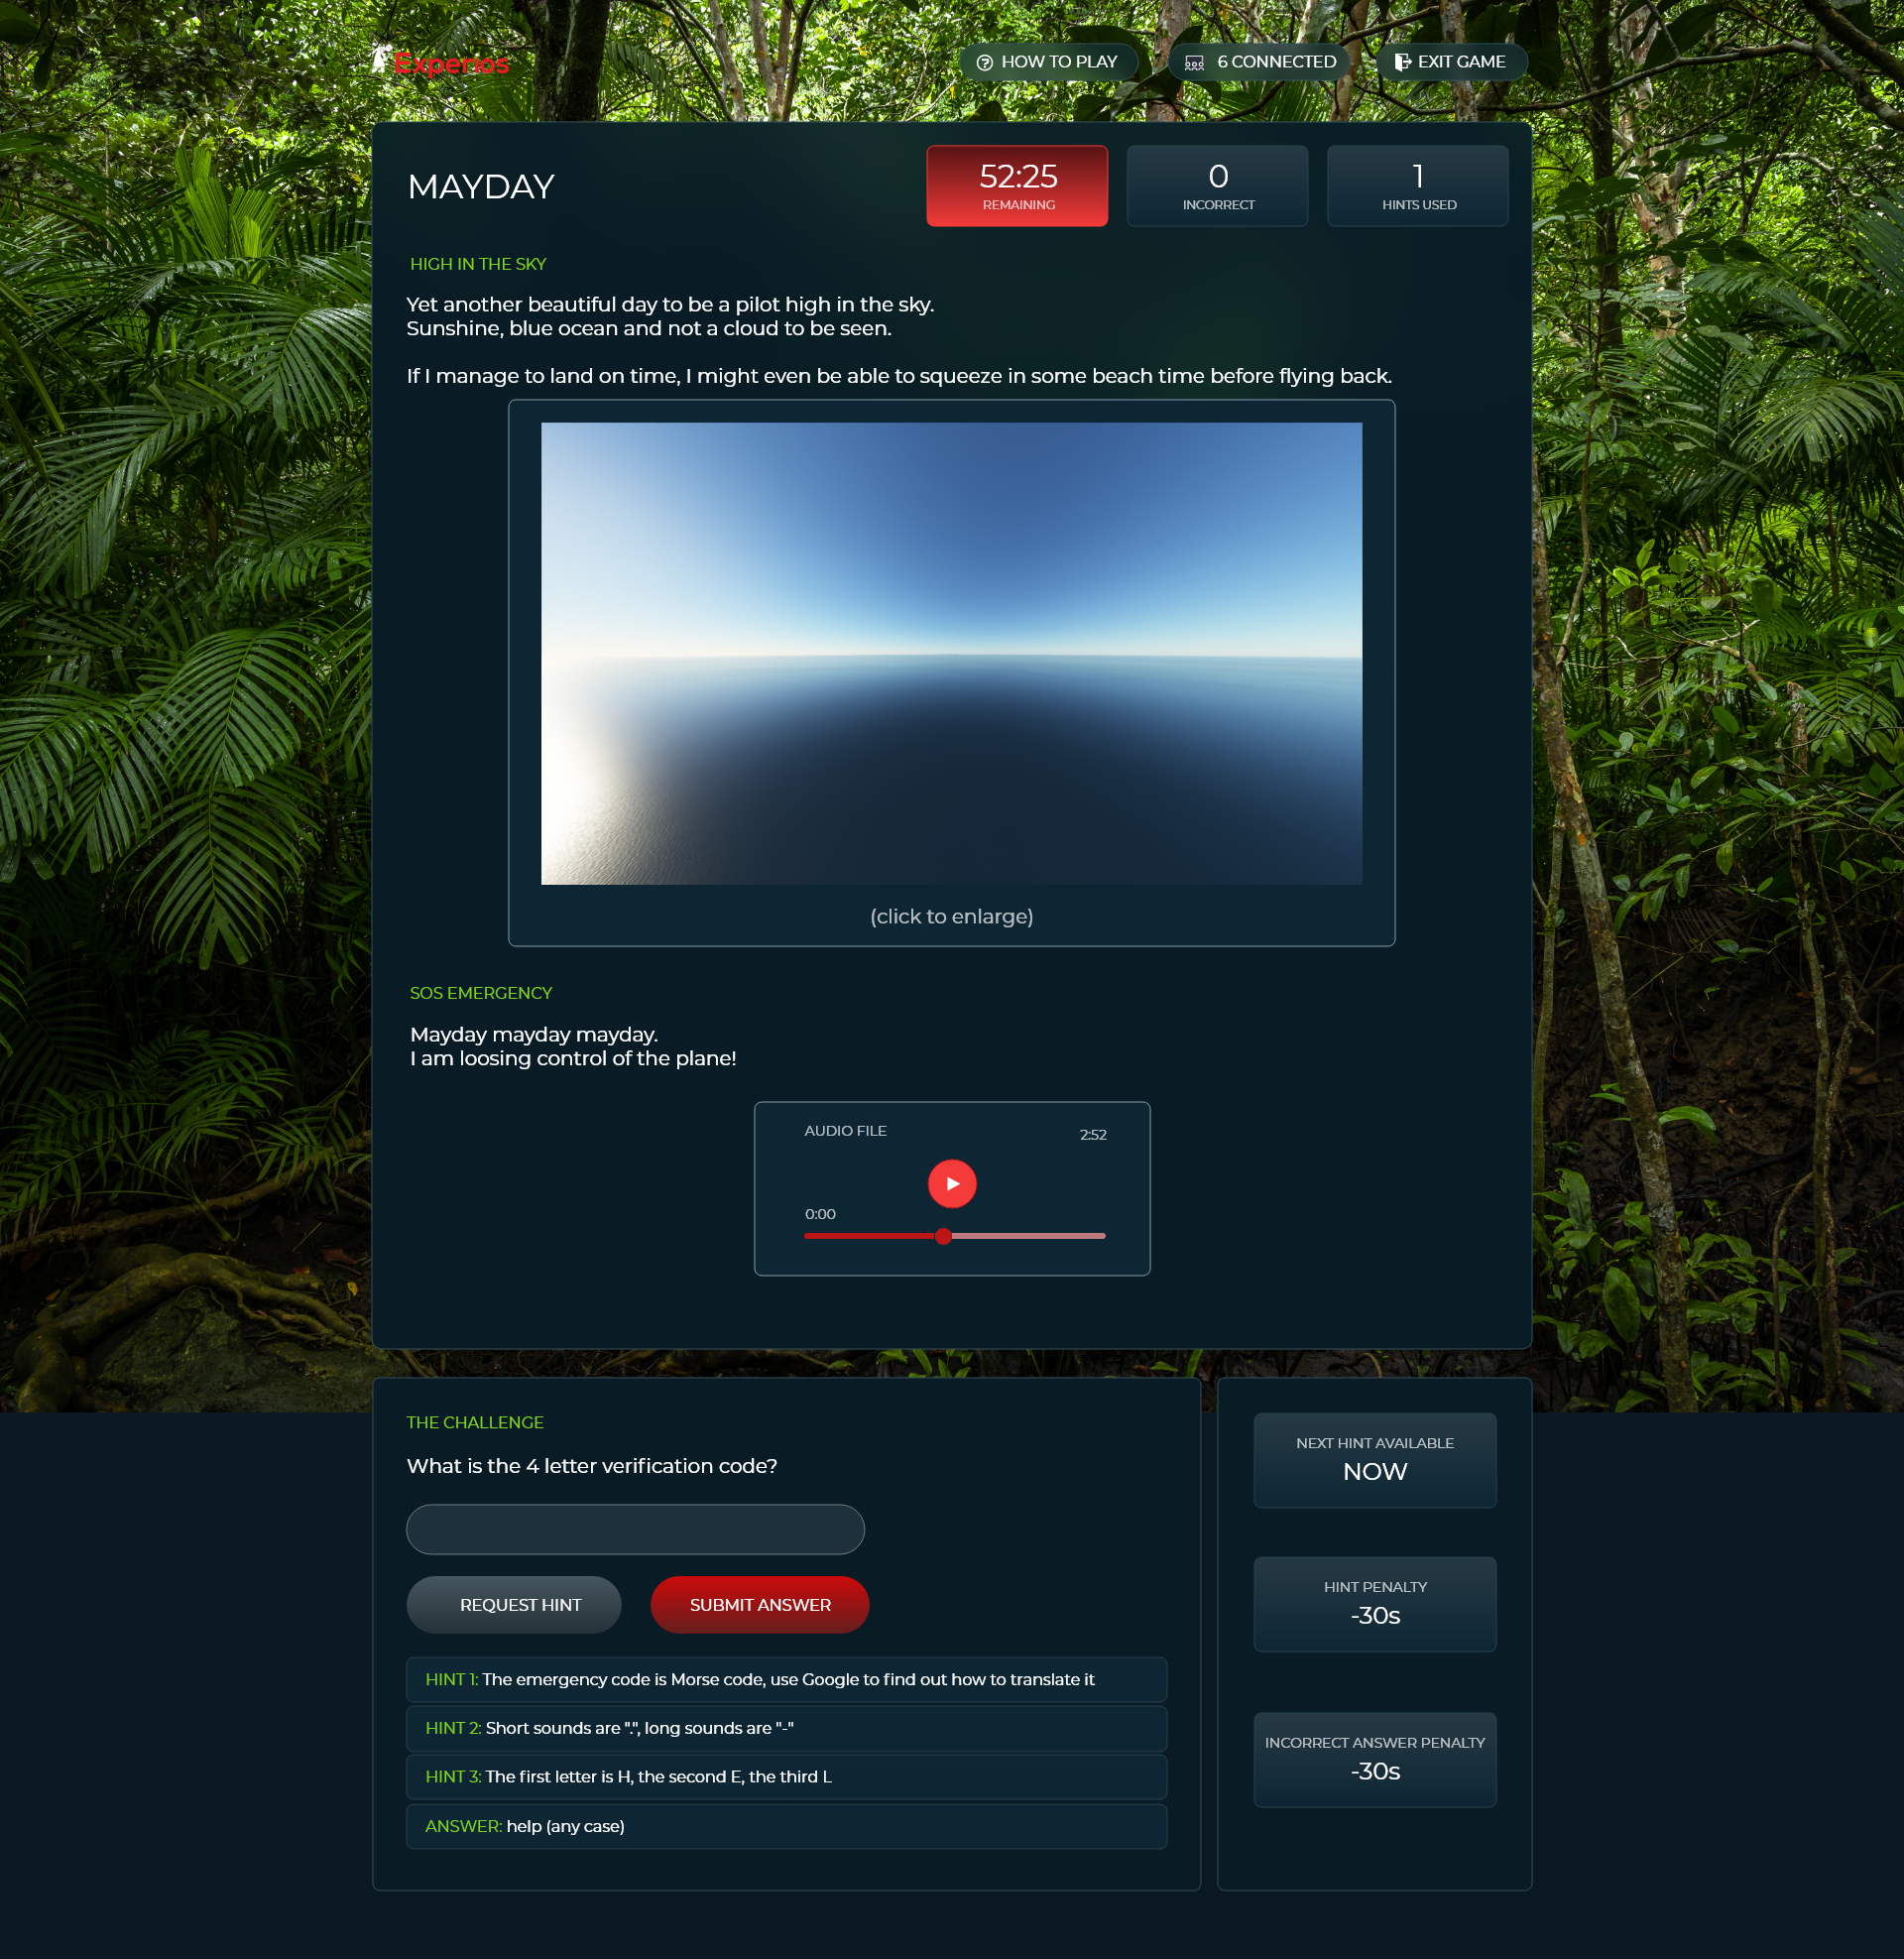 Experios
HOW TO PLAY
6 CONNECTED
EXIT GAME
MAYDAY
52:25
REMAINING
0
INCORRECT
1
HINTS USED
HIGH IN THE SKY
Yet another beautiful day to be a pilot high in the sky.
Sunshine, blue ocean and not a cloud to be seen.
If I manage to land on time, I might even be able to squeeze in some beach time before flying back.
(click to enlarge)
SOS EMERGENCY
Mayday mayday mayday.
I am loosing control of the plane!
AUDIO FILE
2:52
0:00
THE CHALLENGE
What is the 4 letter verification code?
REQUEST HINT
SUBMIT ANSWER
HINT 1: The emergency code is Morse code, use Google to find out how to translate it
HINT 2: Short sounds are ".", long sounds are "-"
HINT 3: The first letter is H, the second E, the third L
ANSWER: help (any case)
NEXT HINT AVAILABLE
NOW
HINT PENALTY
-30s
INCORRECT ANSWER PENALTY
-30s